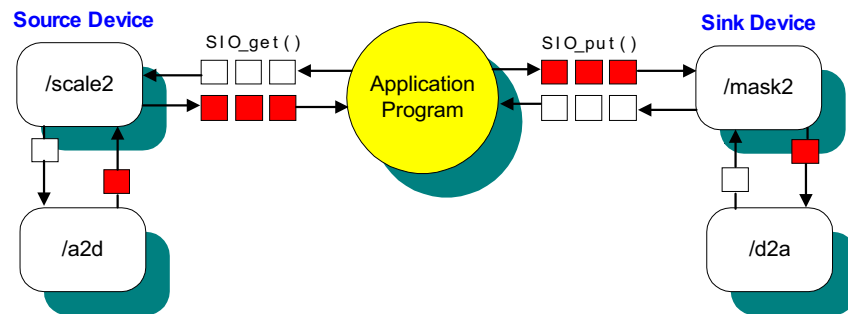 Source Device
Sink Device
SIO_get()
SIO_put()
/scale2
Application
Program
/mask2
/a2d
/d2a